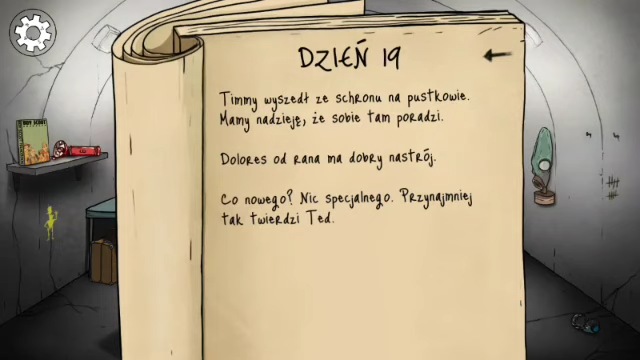 DZIEŃ 19
Timmy wyszedł ze schronu na pustkowie.
Mamy nadzieję, że sobie tam poradzi.
Dolores od rana ma dobry nastrój.
Co nowego? Nic specjalnego. Przynajmniej
tak twierdzi Ted.